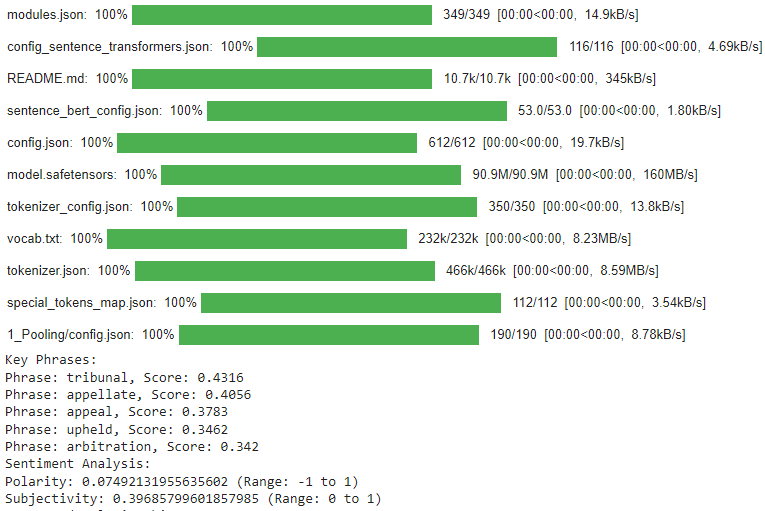 modules.json: 100% 349/349 [00:00<00:00, 14.9kB/s]
config_sentence_transformers.json: 100% 116/116 [00:00<00:00, 4.69kB/s]
README.md: 100% 10.7k/10.7k [00:00<00:00, 345kB/s]
sentence_bert_config.json: 100% 53.0/53.0 [00:00<00:00, 1.80kB/s]
config.json: 100% 612/612 [00:00<00:00, 19.7kB/s]
model.safetensors: 100% 90.9M/90.9M [00:00<00:00, 160MB/s]
tokenizer_config.json: 100% 350/350 [00:00<00:00, 13.8kB/s]
vocab.txt: 100% 232k/232k [00:00<00:00, 8.23MB/s]
tokenizer.json: 100% 466k/466k [00:00<00:00, 8.59MB/s]
special_tokens_map.json: 100% 112/112 [00:00<00:00, 3.54kB/s]
1_Pooling/config.json: 100% 190/190 [00:00<00:00, 8.78kB/s]
Key Phrases:
Phrase: tribunal, Score: 0.4316
Phrase: appellate, Score: 0.4056
Phrase: appeal, Score: 0.3783
Phrase: upheld, Score: 0.3462
Phrase: arbitration, Score: 0.342
Sentiment Analysis:
Polarity: 0.07492131955635602 (Range: -1 to 1)
Subjectivity: 0.39685799601857985 (Range: 0 to 1)